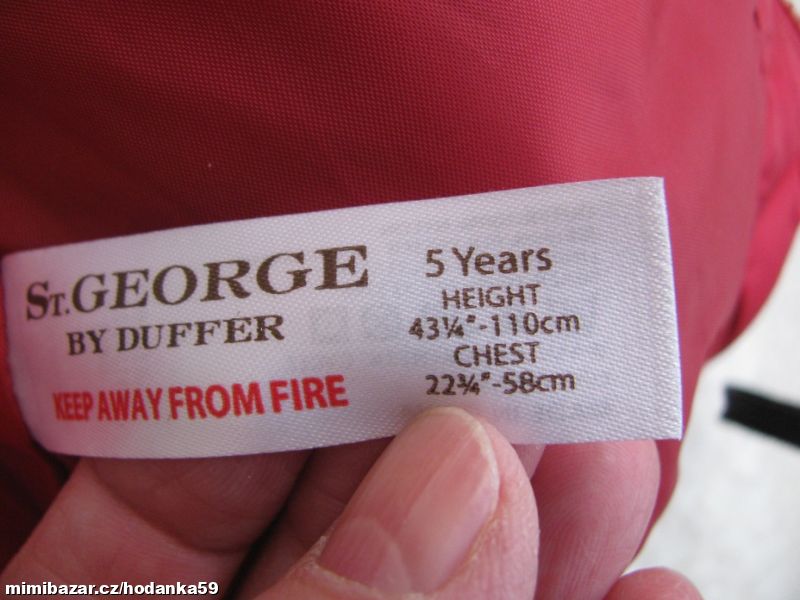 ST.GEORGE
BY DUFFER
KEEP AWAY FROM FIRE
5 Years
HEIGHT
43¼"-110cm
CHEST
22¾"-58cm
mimibazar.cz/hodanka59